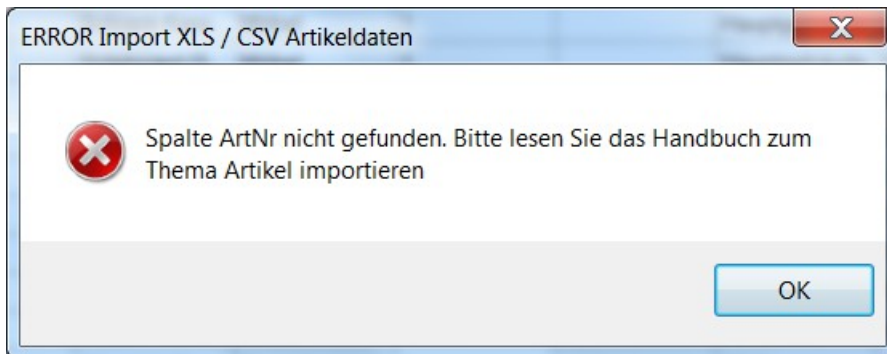 ERROR Import XLS / CSV Artikeldaten
Spalte ArtNr nicht gefunden. Bitte lesen Sie das Handbuch zum
Thema Artikel importieren
OK